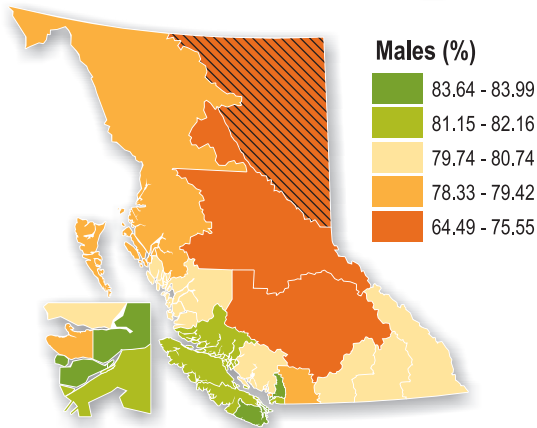 Males (%)
83.64 - 83.99
81.15 - 82.16
79.74 - 80.74
78.33 - 79.42
64.49 - 75.55